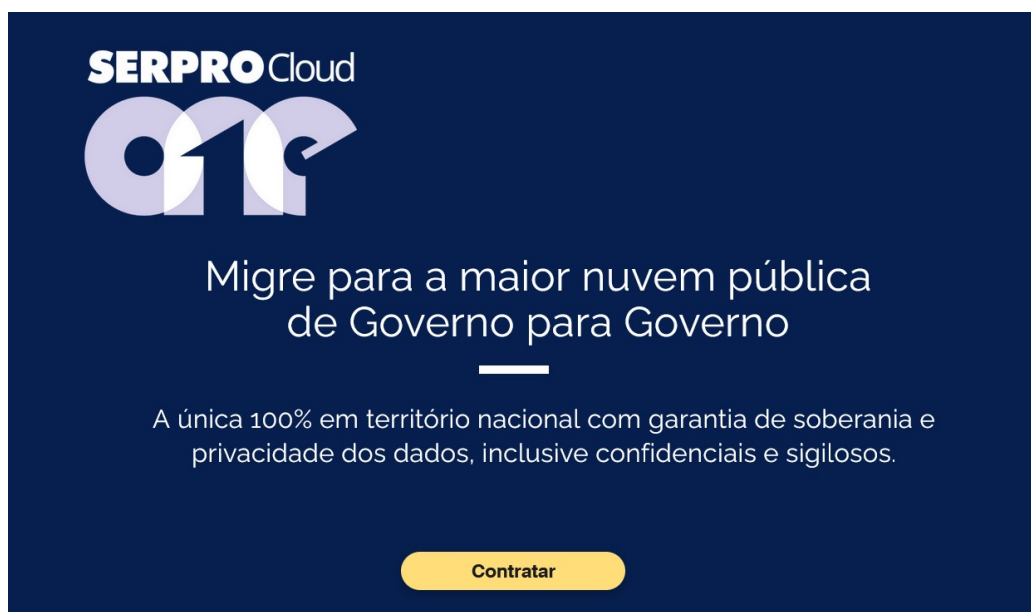 SERPRO Cloud
one
Migre para a maior nuvem pública
de Governo para Governo
A única 100% em território nacional com garantia de soberania e
privacidade dos dados, inclusive confidenciais e sigilosos.
Contratar